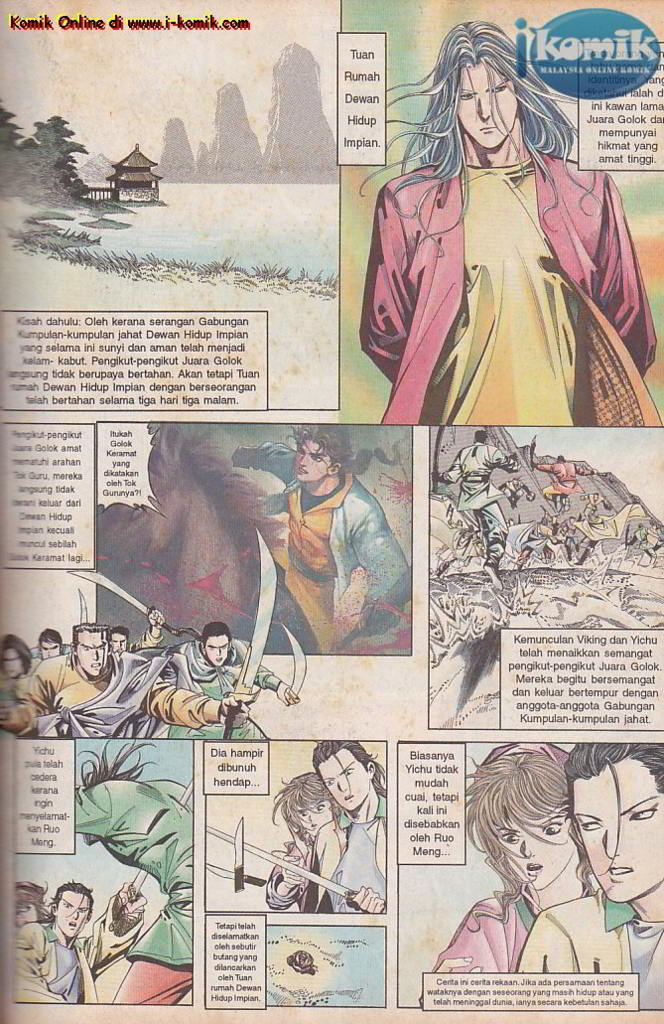 Komik Online di www.i-komik.com
ikomik
MALAYSIA ONLINE KOMIK
Tuan
Rumah
Dewan
Hidup
Impian.
ialah d
ini kawan lama
Juara Golok da
mempunyai
hikmat yang
amat tinggi.
Kisah dahulu: Oleh kerana serangan Gabungan
Kumpulan-kumpulan jahat Dewan Hidup Impian
yang selama ini sunyi dan aman telah menjadi
kelam- kabut. Pengikut-pengikut Juara Golok
angsung tidak berupaya bertahan. Akan tetapi Tuan
rumah Dewan Hidup Impian dengan berseorangan
telah bertahan selama tiga hari tiga malam.
Pengikut-pengikut
Juara Golok
mematuhi arahan
Tok Guru, mereka
langsung tidak
berani keluar dari
Dewan Hidup
Impian kecuali
muncul sebilah
Golok Keramat lagi...
Itukah
Golok
Keramat
yang
dikatakan
oleh Tok
Gurunya?!
Kemunculan Viking dan Yichu
telah menaikkan semangat
pengikut-pengikut Juara Golok.
Mereka begitu bersemangat
dan keluar bertempur dengan
anggota-anggota Gabungan
Kumpulan-kumpulan jahat.
Yichu
pula telah
cedera
kerana
ingin
menyelamat-
kan Ruo
Meng.
Dia hampir
dibunuh
hendap...
Tetapi telah
diselamatkan
oleh sebutir
butang yang
dilancarkan
oleh Tuan
rumah Dewan
Hidup Impian.
Biasanya
Yichu tidak
mudah
cuai, tetapi
kali ini
disebabkan
oleh Ruo
Meng...
Cerita ini cerita rekaan. Jika ada persamaan tentang
wataknya dengan seseorang yang masih hidup atau yang
telah meninggal dunia, ianya secara kebetulan sahaja.